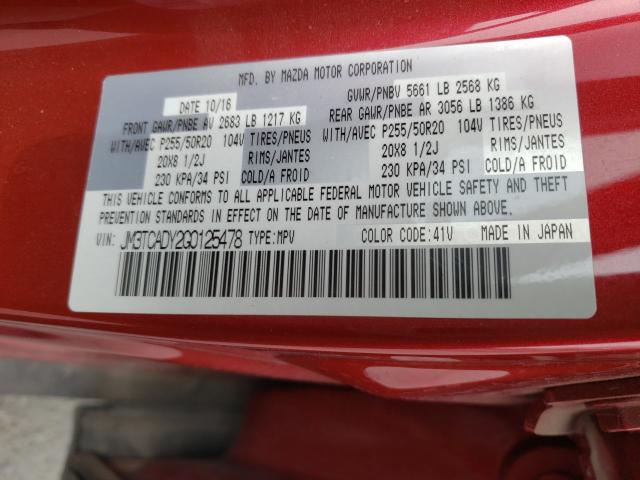 MFD. BY MAZDA MOTOR CORPORATION
DATE 10/16
GVWR/PNBV 5661 LB 2568 KG
FRONT GAWR/PNBE AV 2683 LB 1217 KG
REAR GAWR/PNBE AR 3056 LB 1386 KG
WITH/AVEC P255/50R20 104V TIRES/PNEUS
WITH/AVEC P255/50R20 104V TIRES/PNEUS
20X8 1/2J RIMS/JANTES
20X8 1/2J RIMS/JANTES
230 KPA/34 PSI COLD/A FROID
230 KPA/34 PSI COLD/A FROID
THIS VEHICLE CONFORMS TO ALL APPLICABLE FEDERAL MOTOR VEHICLE SAFETY AND THEFT
PREVENTION STANDARDS IN EFFECT ON THE DATE OF MANUFACTURE SHOWN ABOVE.
VIN: JM3TCADY2G0125478 TYPE:MPV COLOR CODE:41V MADE IN JAPAN